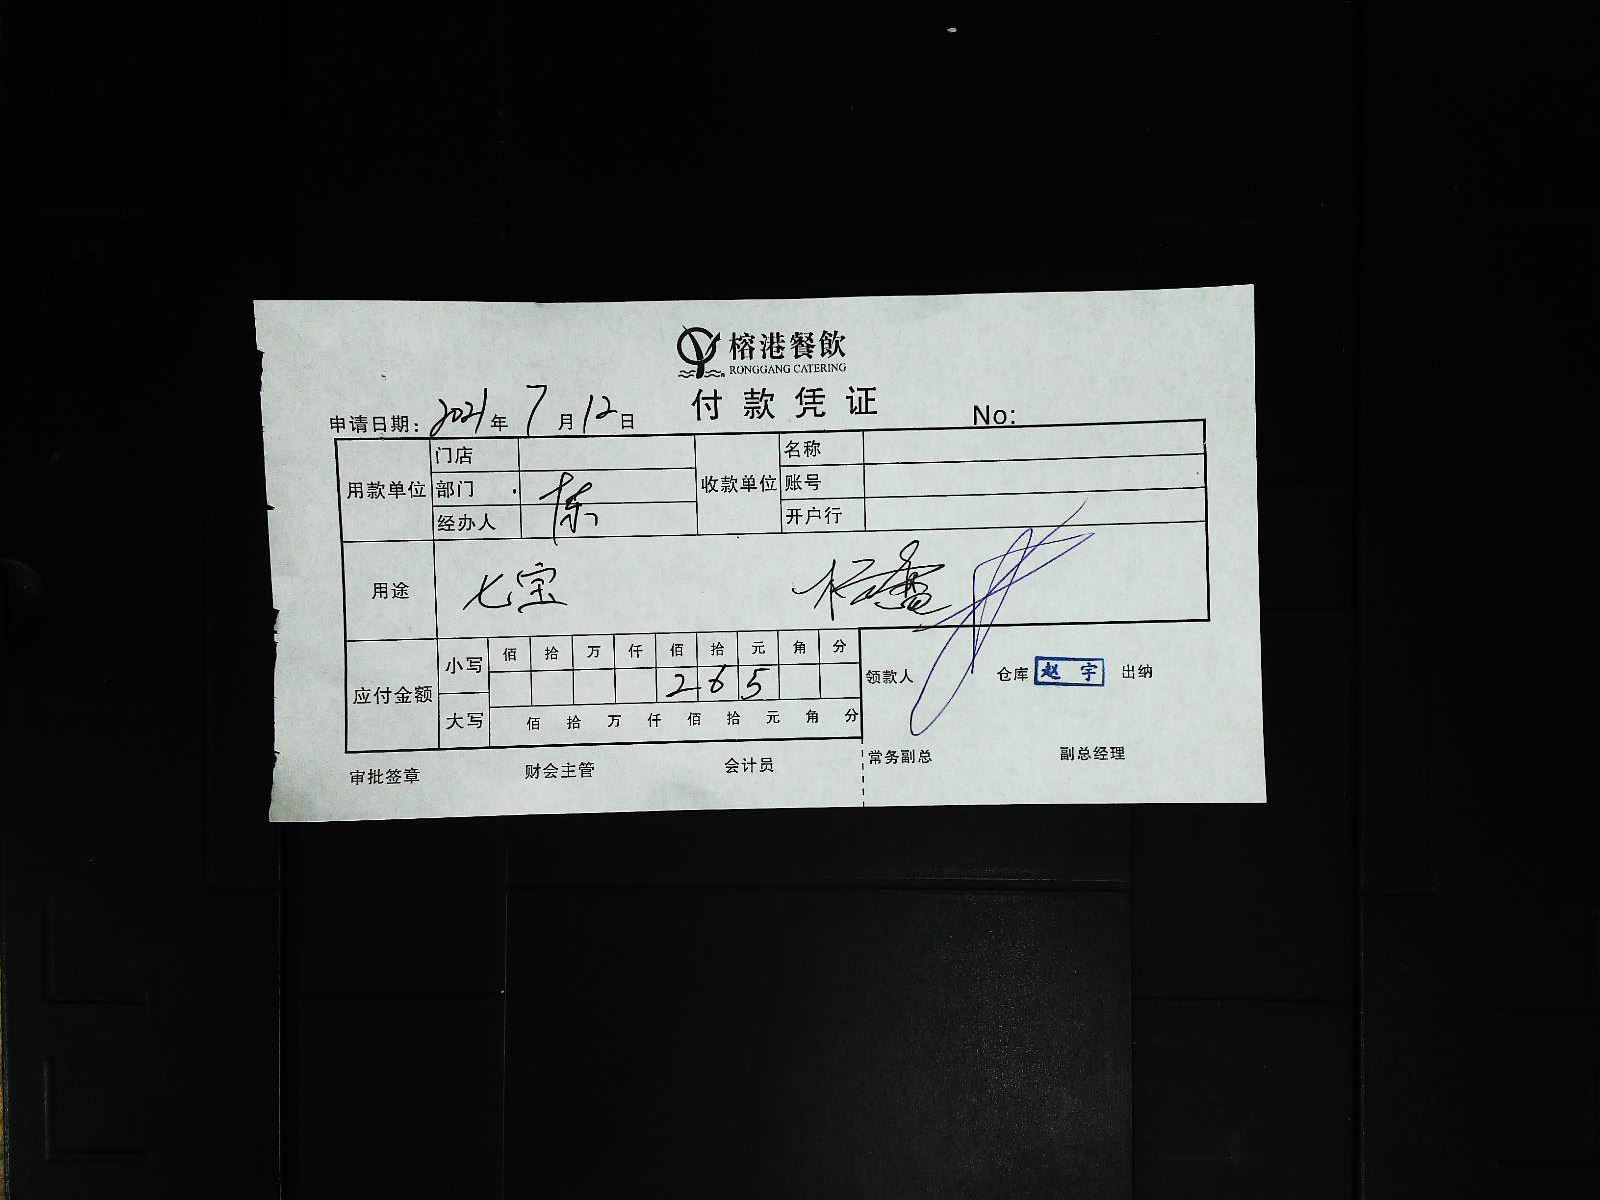 榕港餐飲
RONGGANG CATERING
付款凭证
申请日期: 2021年7月12日 No:
用款单位 门店 收款单位 名称
部门 账号
经办人 东 开户行
用途 七宝
应付金额 小写 佰 拾 万 仟 佰 拾 元 角 分
2 6 5
大写 佰 拾 万 仟 佰 拾 元 角 分
领款人 仓库 赵宇 出纳
审批签章 财会主管 会计员 常务副总 副总经理